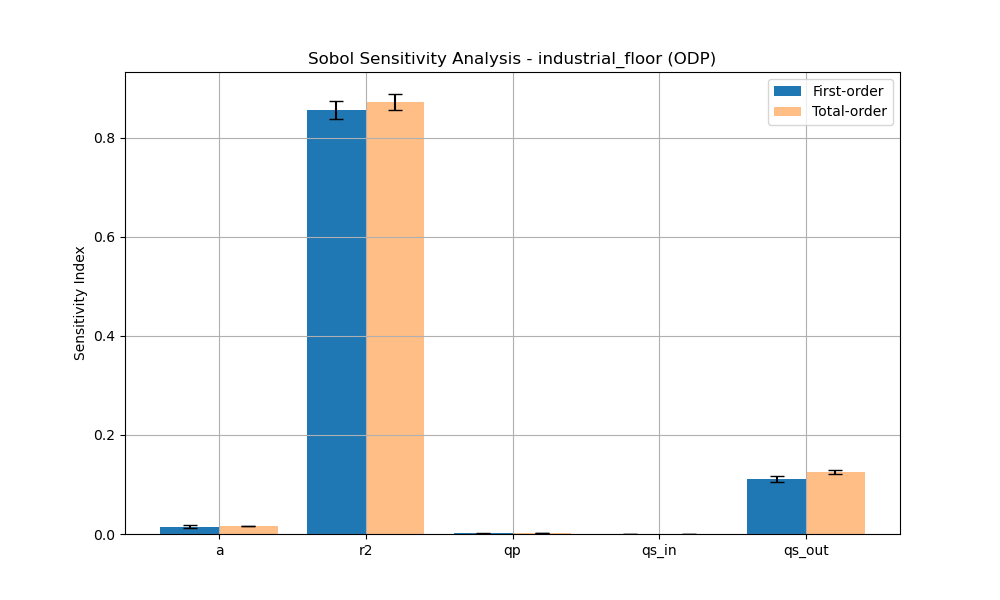 Sobol Sensitivity Analysis - industrial_floor (ODP)
First-order
Total-order
Sensitivity Index
0.8
0.6
0.4
0.2
0.0
a
r2
qp
qs_in
qs_out